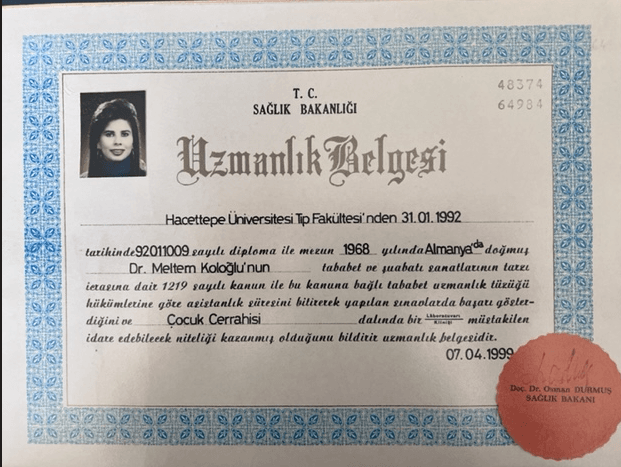 48374
64984
T. C.
SAĞLIK BAKANLIĞI
Uzmanlık Belgesi
Hacettepe Üniversitesi Tıp Fakültesi'nden 31.01.1992
tarihinde 92011009 sayılı diploma ile mezun 1968 yılında Almanya'da doğmuş
Dr. Meltem Koloğlu'nun tababet ve şuabatı sanatlarının tarzı
icrasına dair 1219 sayılı kanun ile bu kanuna bağlı tababet uzmanlık tüzüğü
hükümlerine göre asistanlık süresini bitirerek yapılan sınavlarda başarı göster-
diğini ve Çocuk Cerrahisi dalında bir Lâboratuvarı Kliniği müstakilen
idare edebilecek niteliği kazanmış olduğunu bildirir uzmanlık belgesidir.
07.04.1999
Doç. Dr. Osman DURMUŞ
SAĞLIK BAKANI